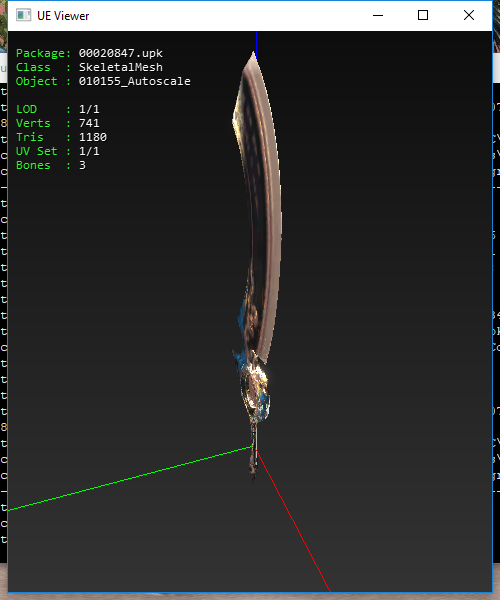 UE Viewer
Package: 00020847.upk
Class  : SkeletalMesh
Object : 010155_Autoscale
LOD    : 1/1
Verts  : 741
Tris   : 1180
UV Set : 1/1
Bones  : 3